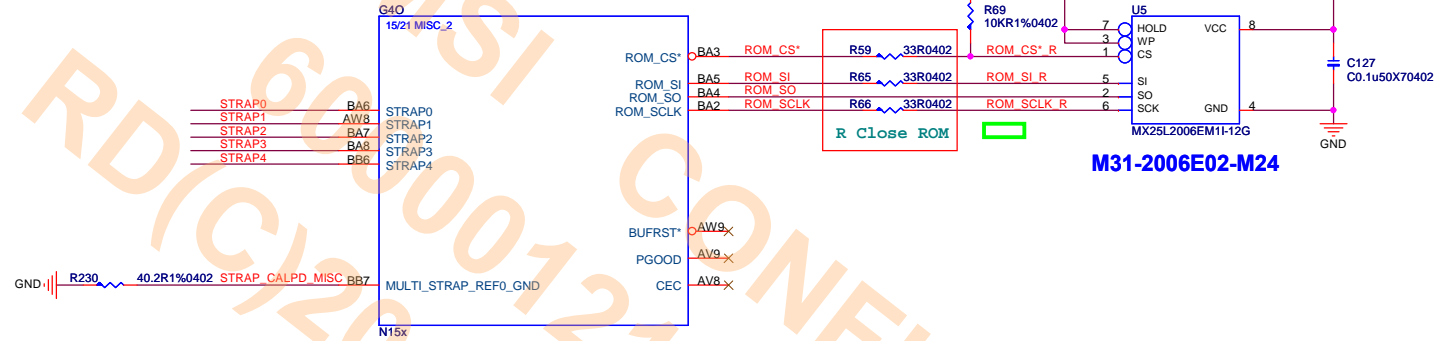 G4O
15/21 MISC_2
R69
10KR1%0402
U5
7 HOLD VCC 8
3 WP
1 CS
ROM_CS* BA3 ROM_CS* R59 33R0402 ROM_CS*_R
C127
C0.1u50X70402
ROM_SI BA5 ROM_SI R65 33R0402 ROM_SI_R 5 SI
ROM_SO BA4 ROM_SO 2 SO
ROM_SCLK BA2 ROM_SCLK R66 33R0402 ROM_SCLK_R 6 SCK GND 4
STRAP0 BA6 STRAP0
STRAP1 AW8 STRAP1
STRAP2 BA7 STRAP2
STRAP3 BA8 STRAP3
STRAP4 BB6 STRAP4
R Close ROM
MX25L2006EM1I-12G
GND
M31-2006E02-M24
BUFRST* AW9
PGOOD AV9
CEC AV8
GND R230 40.2R1%0402 STRAP_CALPD_MISC BB7 MULTI_STRAP_REF0_GND
N15x
MSI
RD(C)20